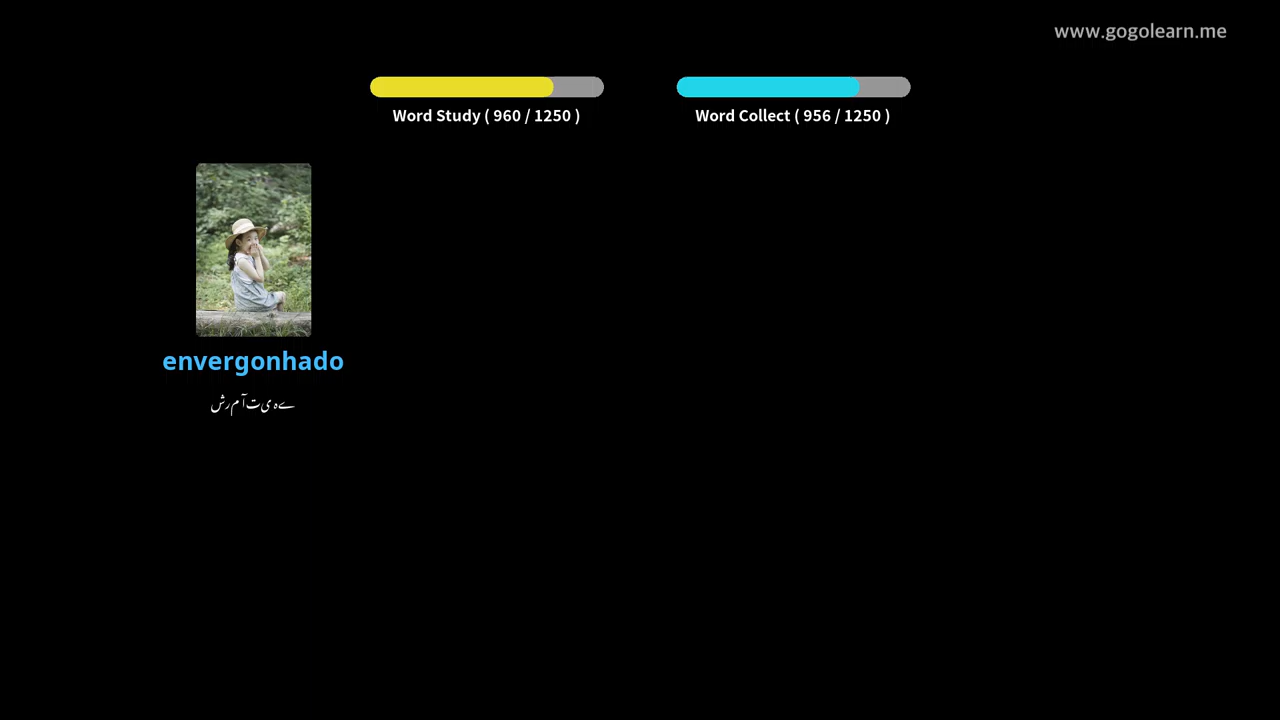 www.gogolearn.me
Word Study ( 960 / 1250 )
Word Collect ( 956 / 1250 )
envergonhado
شرم آتی ہے